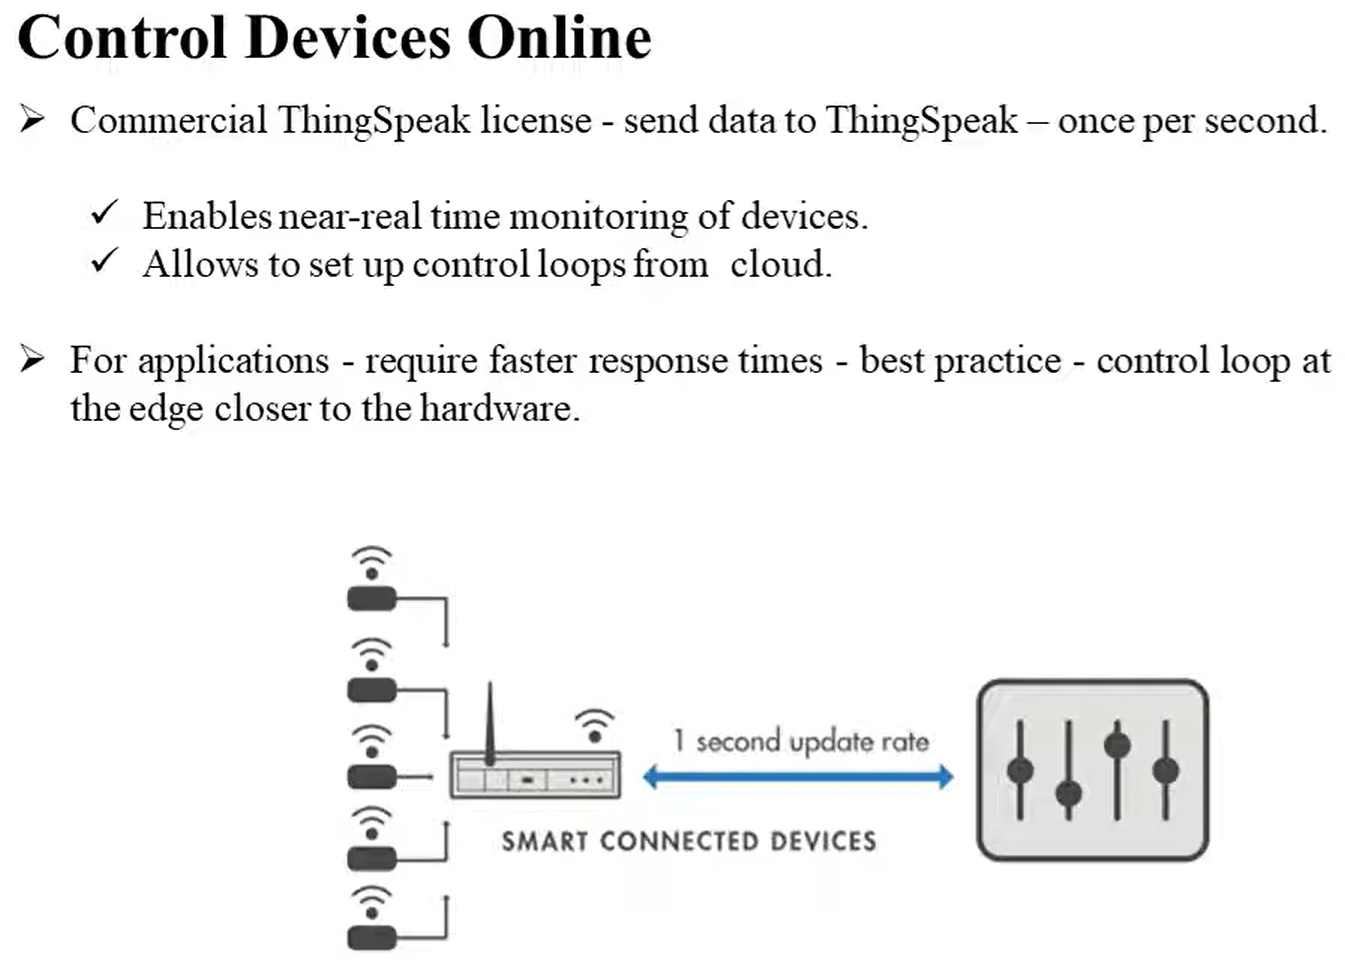 Control Devices Online
Commercial ThingSpeak license - send data to ThingSpeak – once per second.
Enables near-real time monitoring of devices.
Allows to set up control loops from cloud.
For applications - require faster response times - best practice - control loop at
the edge closer to the hardware.
1 second update rate
SMART CONNECTED DEVICES